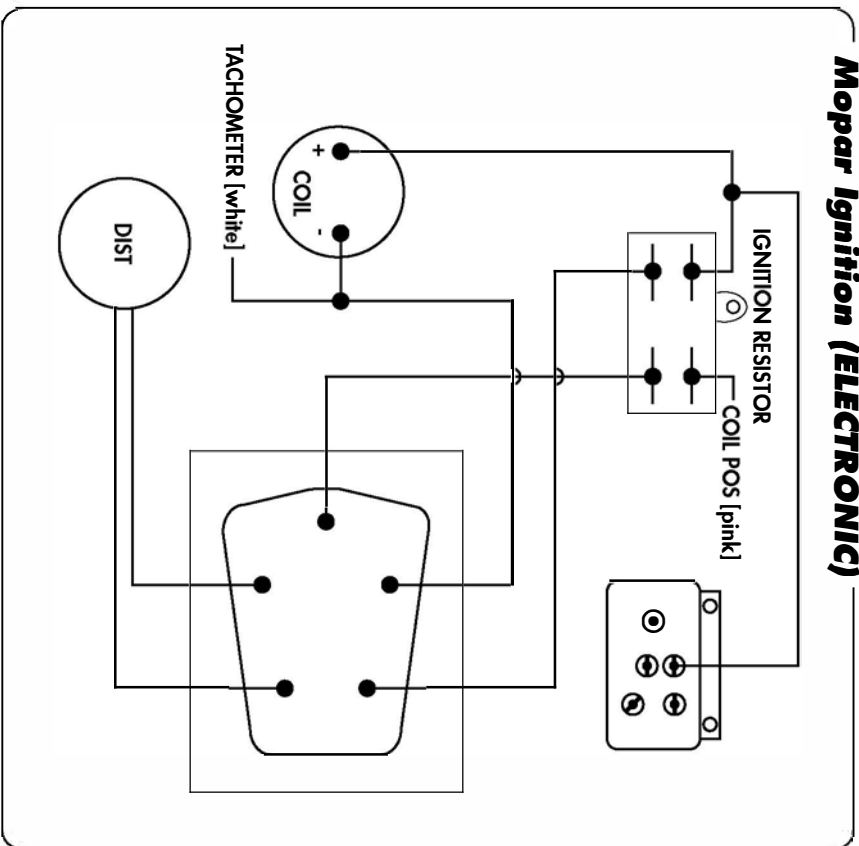 Mopar Ignition (ELECTRONIC)
IGNITION RESISTOR
COIL POS [pink]
+
COIL
-
TACHOMETER [white]
DIST